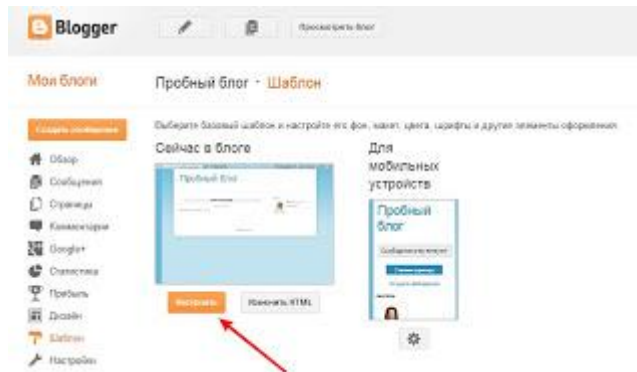 Blogger
Просмотреть блог
Мои блоги
Пробный блог · Шаблон
Создать сообщение
Выберите базовый шаблон и настройте его фон, макет, цвета, шрифты и другие элементы оформления.
Обзор
Сообщения
Страницы
Комментарии
Google+
Статистика
Прибыль
Дизайн
Шаблон
Настройки
Сейчас в блоге
Пробный блог
Настроить
Изменить HTML
Для
мобильных
устройств
Пробный
блог